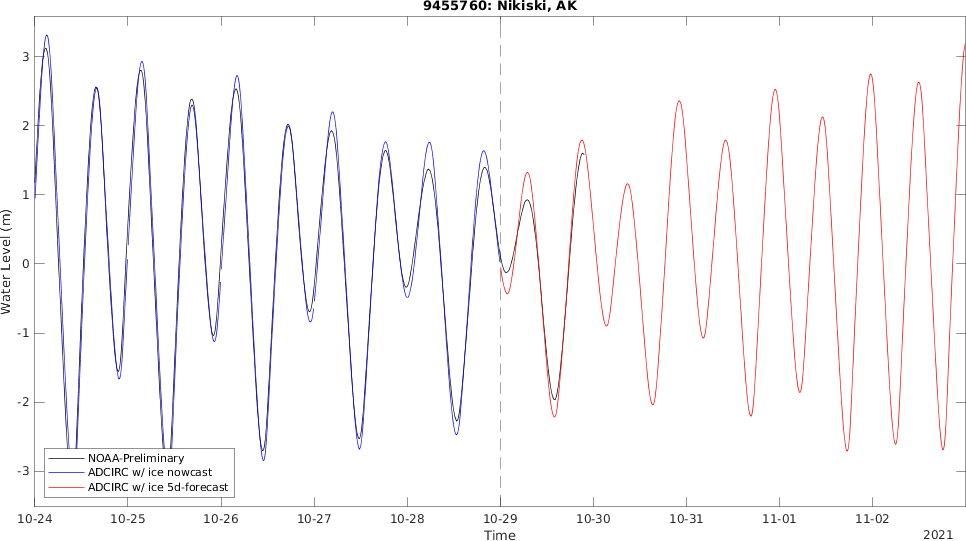 9455760: Nikiski, AK
3
2
1
0
-1
-2
-3
Water Level (m)
NOAA-Preliminary
ADCIRC w/ ice nowcast
ADCIRC w/ ice 5d-forecast
10-24 10-25 10-26 10-27 10-28 10-29 10-30 10-31 11-01 11-02
Time
2021